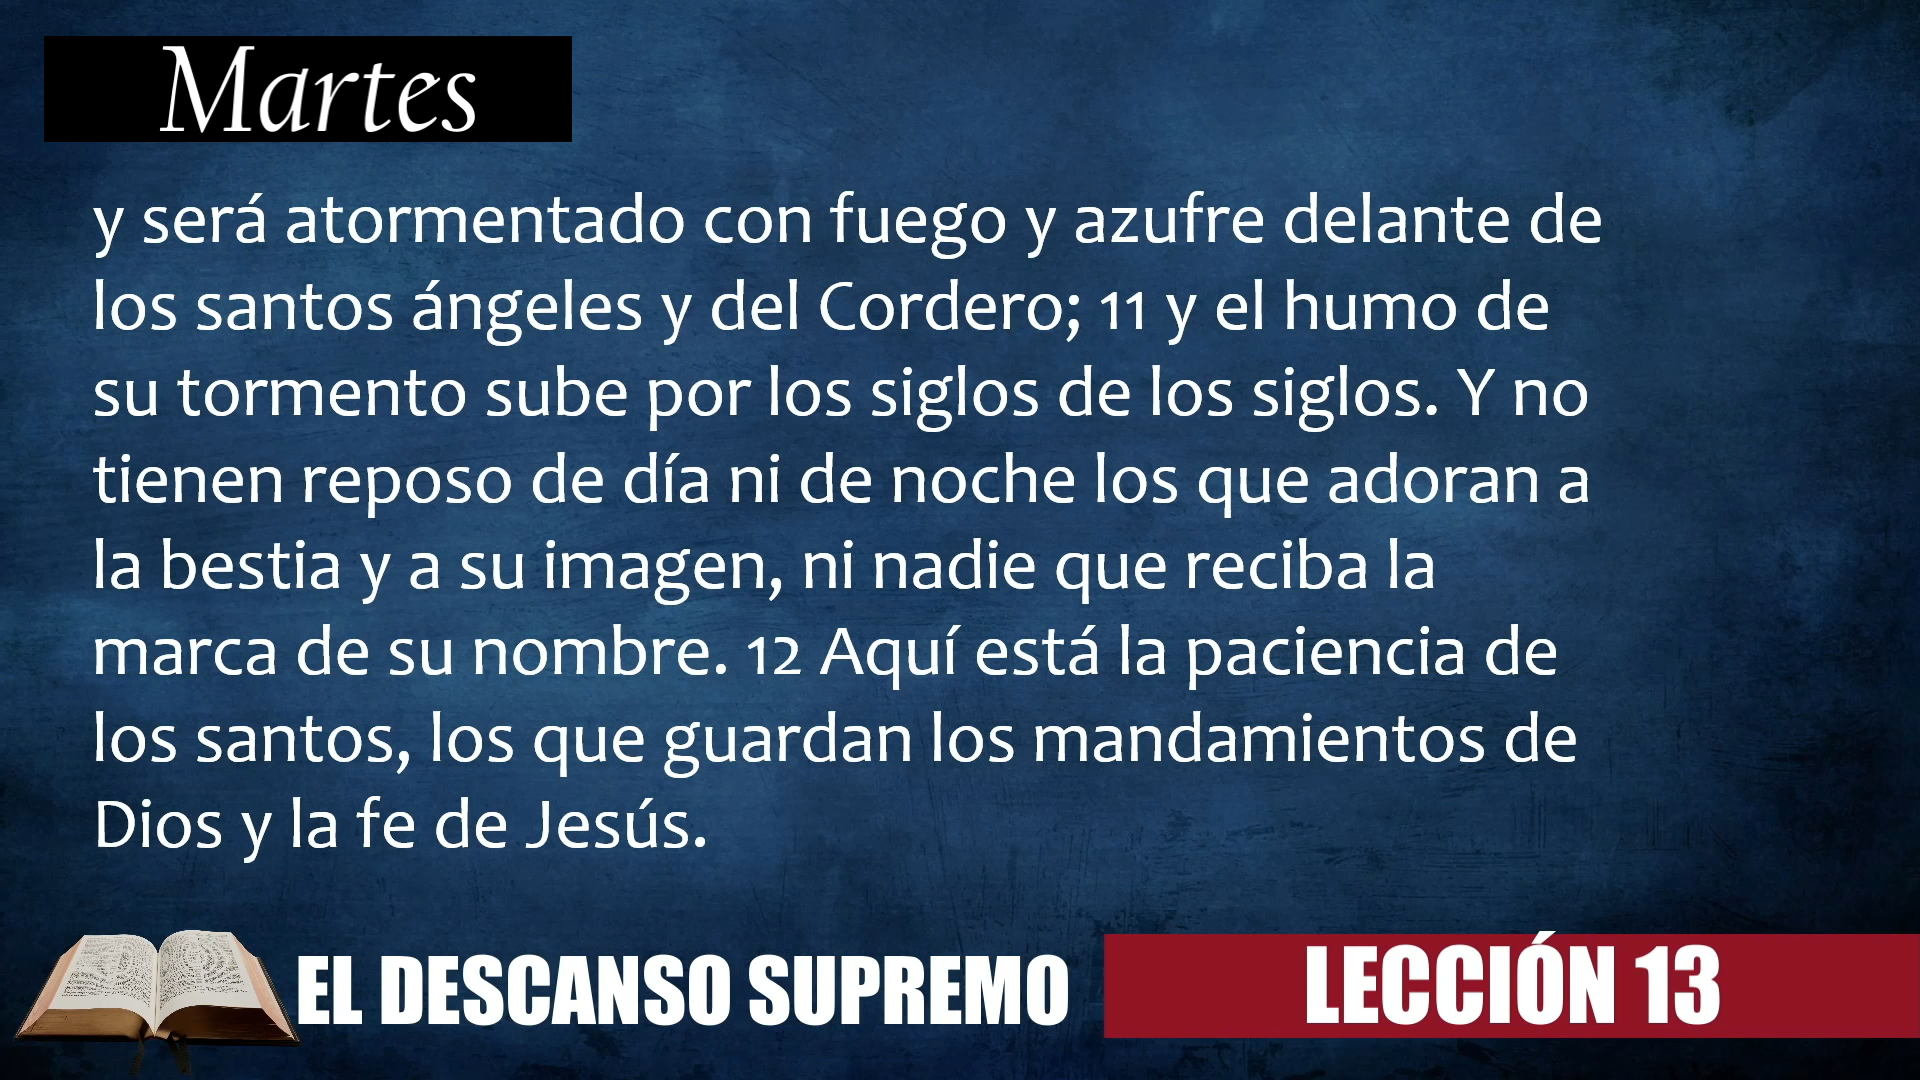 Martes
y será atormentado con fuego y azufre delante de
los santos ángeles y del Cordero; 11 y el humo de
su tormento sube por los siglos de los siglos. Y no
tienen reposo de día ni de noche los que adoran a
la bestia y a su imagen, ni nadie que reciba la
marca de su nombre. 12 Aquí está la paciencia de
los santos, los que guardan los mandamientos de
Dios y la fe de Jesús.
EL DESCANSO SUPREMO
LECCIÓN 13